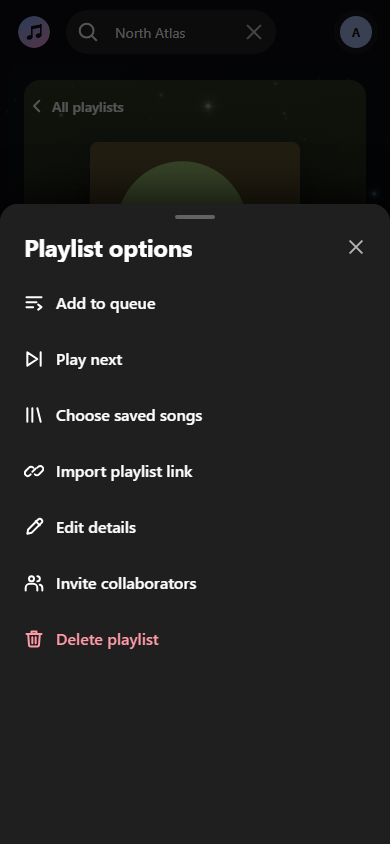 North Atlas
A
All playlists
Playlist options
Add to queue
Play next
Choose saved songs
Import playlist link
Edit details
Invite collaborators
Delete playlist